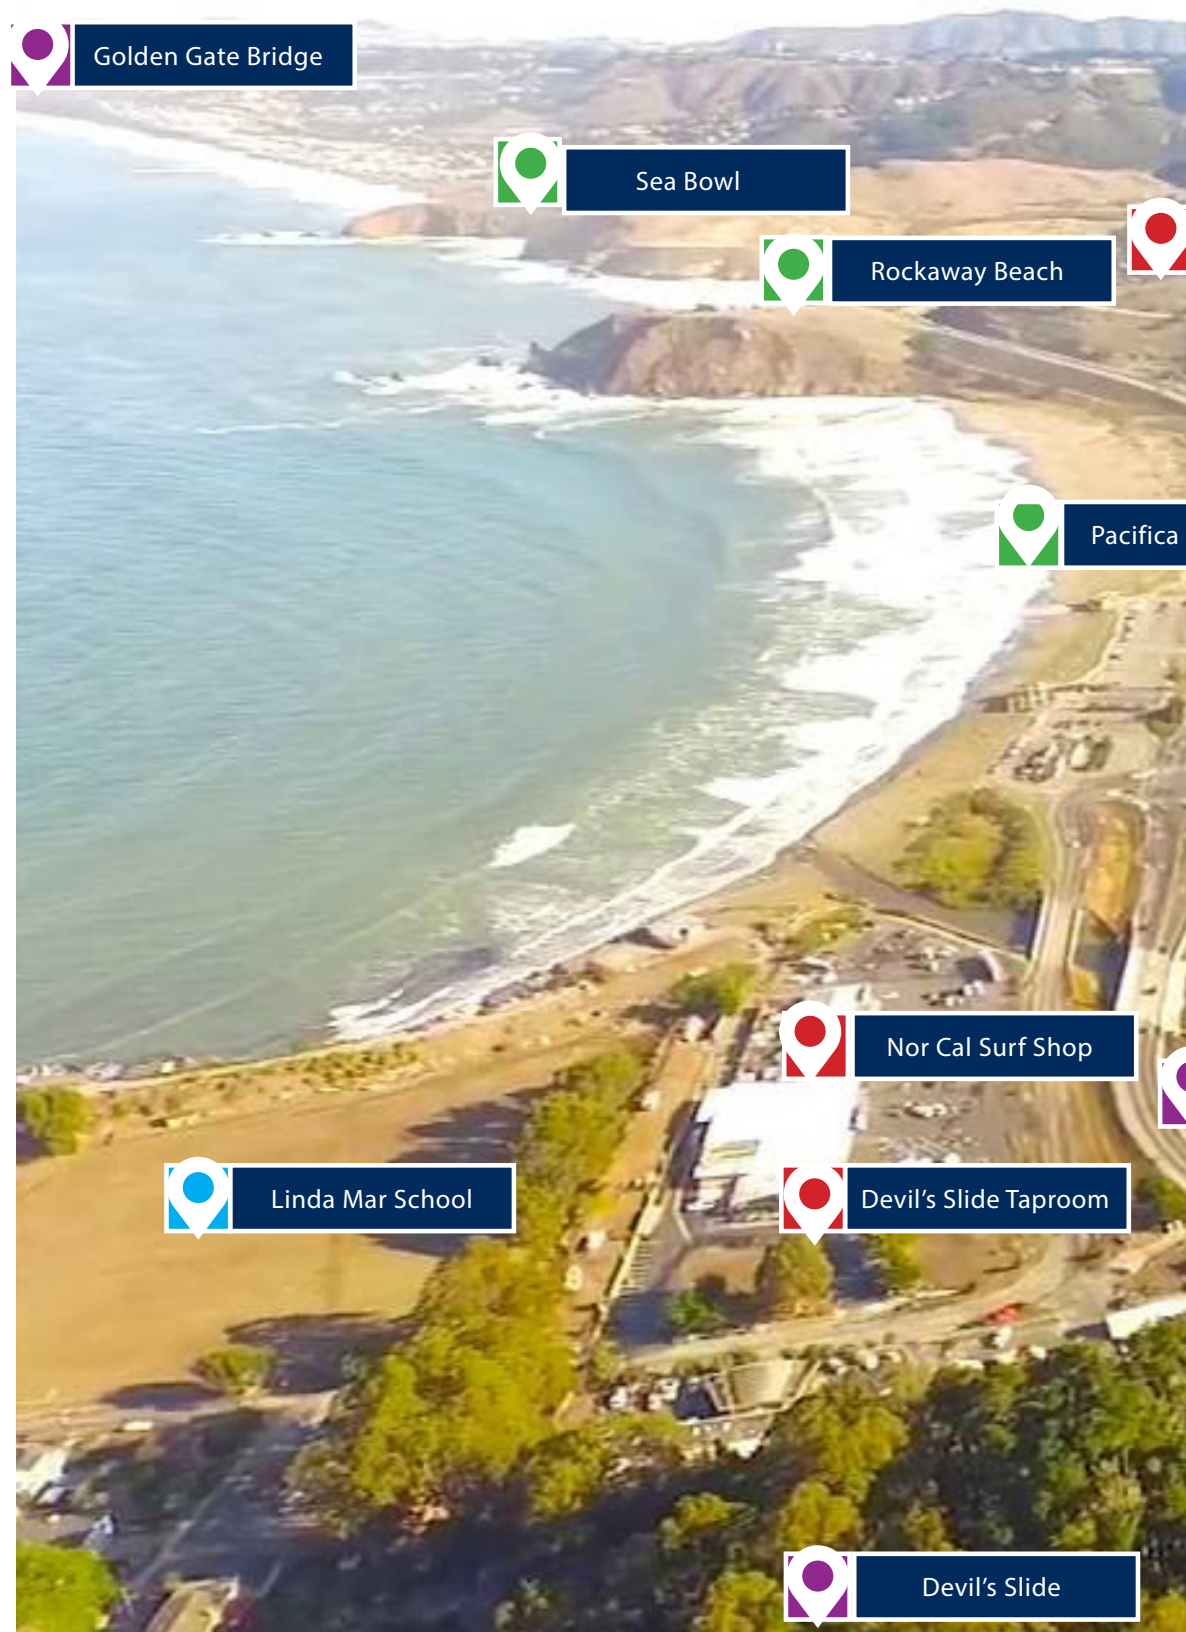 Golden Gate Bridge
Sea Bowl
Rockaway Beach
Pacifica
Nor Cal Surf Shop
Linda Mar School
Devil's Slide Taproom
Devil's Slide